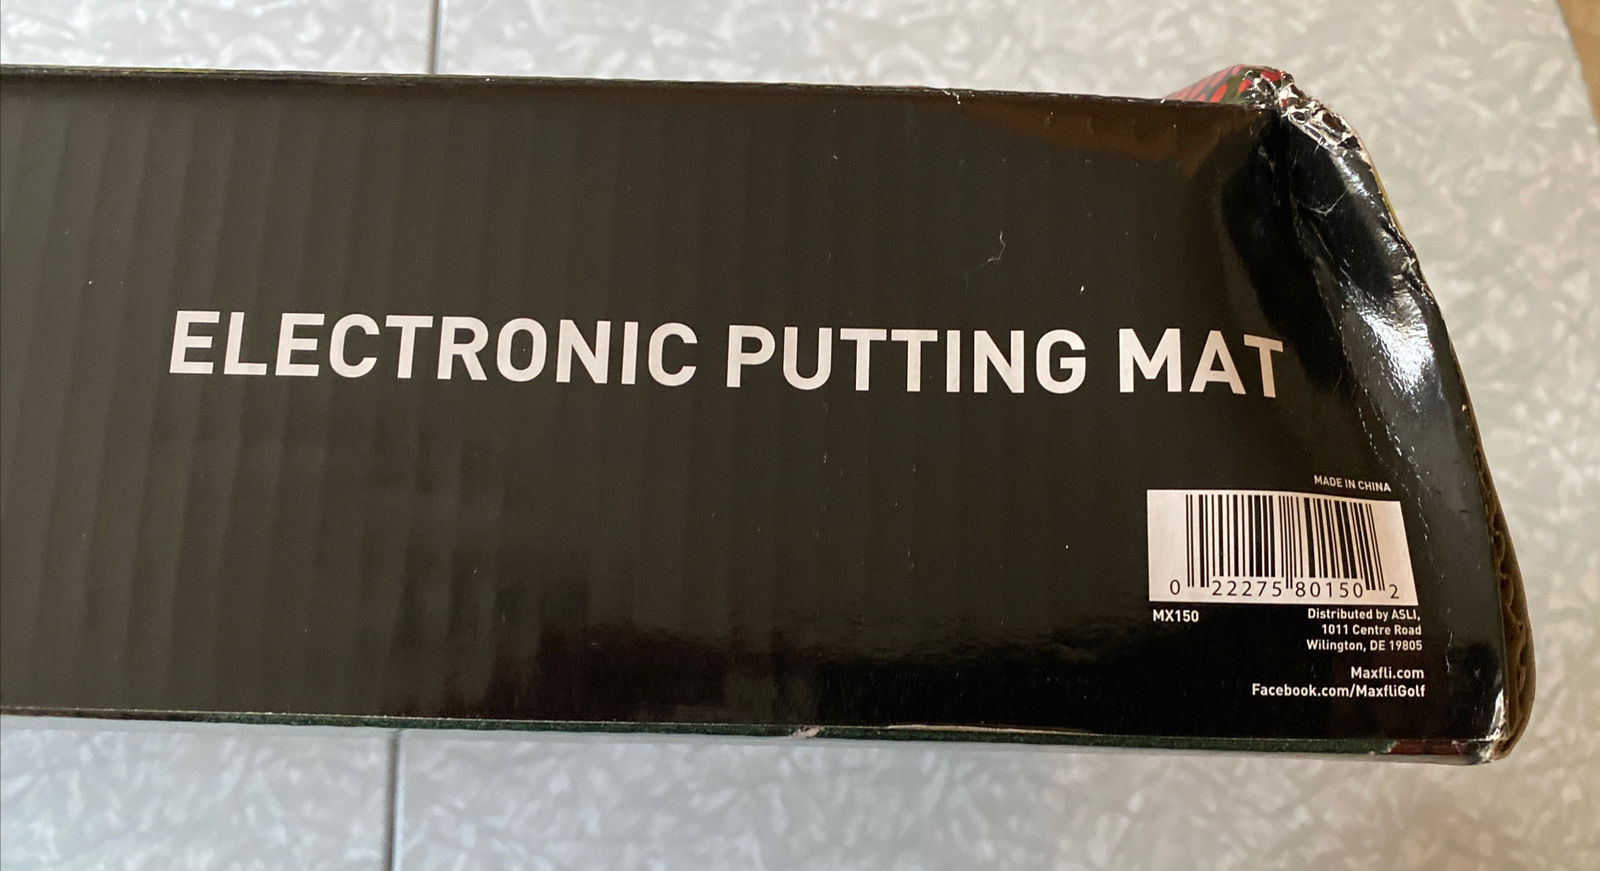 ELECTRONIC PUTTING MAT
MADE IN CHINA
0 22275 80150 2
MX150
Distributed by ASLI,
1011 Centre Road
Wilington, DE 19805
Maxfli.com
Facebook.com/MaxfliGolf